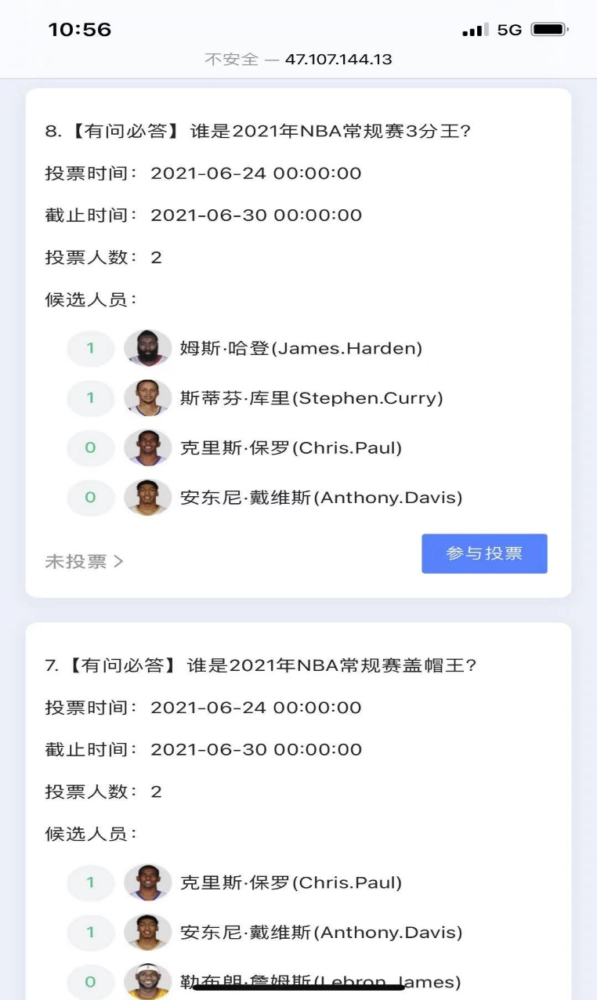 10:56
5G
不安全 — 47.107.144.13
8.【有问必答】谁是2021年NBA常规赛3分王?
投票时间: 2021-06-24 00:00:00
截止时间: 2021-06-30 00:00:00
投票人数: 2
候选人员:
1 姆斯·哈登(James.Harden)
1 斯蒂芬·库里(Stephen.Curry)
0 克里斯·保罗(Chris.Paul)
0 安东尼·戴维斯(Anthony.Davis)
未投票 >
参与投票
7.【有问必答】谁是2021年NBA常规赛盖帽王?
投票时间: 2021-06-24 00:00:00
截止时间: 2021-06-30 00:00:00
投票人数: 2
候选人员:
1 克里斯·保罗(Chris.Paul)
1 安东尼·戴维斯(Anthony.Davis)
0 勒布朗·詹姆斯(Lebron.James)